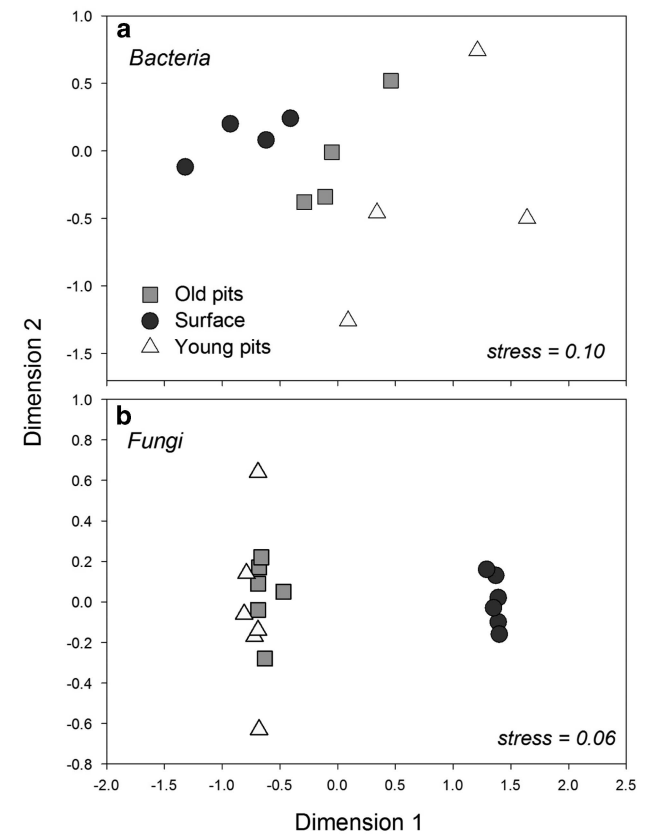 a
Bacteria
1.0
0.5
0.0
-0.5
-1.0
-1.5
Old pits
Surface
Young pits
stress = 0.10
Dimension 2
b
Fungi
1.0
0.8
0.6
0.4
0.2
0.0
-0.2
-0.4
-0.6
-0.8
stress = 0.06
-2.0 -1.5 -1.0 -0.5 0.0 0.5 1.0 1.5 2.0 2.5
Dimension 1